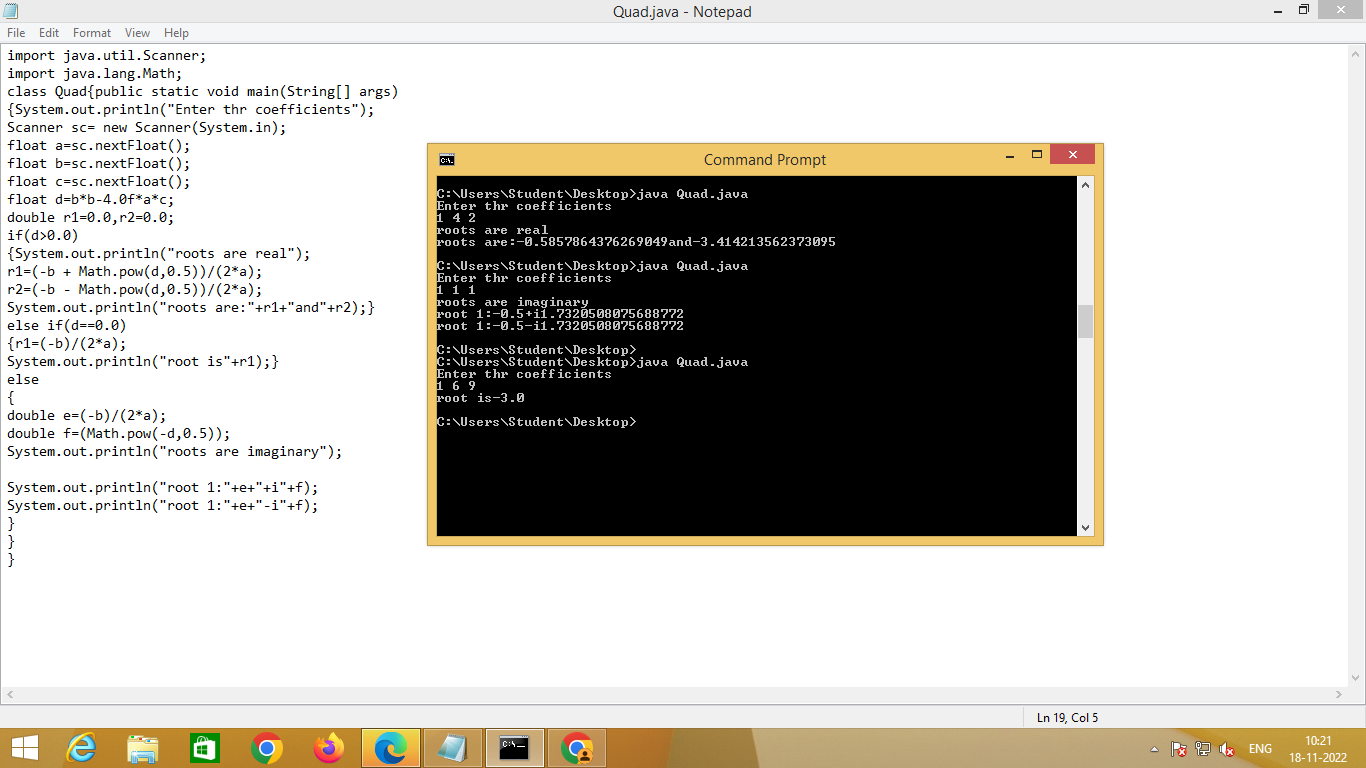 Quad.java - Notepad
File Edit Format View Help
import java.util.Scanner;
import java.lang.Math;
class Quad{public static void main(String[] args)
{System.out.println("Enter thr coefficients");
Scanner sc= new Scanner(System.in);
float a=sc.nextFloat();
float b=sc.nextFloat();
float c=sc.nextFloat();
float d=b*b-4.0f*a*c;
double r1=0.0,r2=0.0;
if(d>0.0)
{System.out.println("roots are real");
r1=(-b + Math.pow(d,0.5))/(2*a);
r2=(-b - Math.pow(d,0.5))/(2*a);
System.out.println("roots are:"+r1+"and"+r2);}
else if(d==0.0)
{r1=(-b)/(2*a);
System.out.println("root is"+r1);}
else
{
double e=(-b)/(2*a);
double f=(Math.pow(-d,0.5));
System.out.println("roots are imaginary");
System.out.println("root 1:"+e+"+i"+f);
System.out.println("root 1:"+e+"-i"+f);
}
}
}
Command Prompt
C:\Users\Student\Desktop>java Quad.java
Enter thr coefficients
1 4 2
roots are real
roots are:-0.5857864376269049and-3.414213562373095
C:\Users\Student\Desktop>java Quad.java
Enter thr coefficients
1 1 1
roots are imaginary
root 1:-0.5+i1.7320508075688772
root 1:-0.5-i1.7320508075688772
C:\Users\Student\Desktop>
C:\Users\Student\Desktop>java Quad.java
Enter thr coefficients
1 6 9
root is-3.0
C:\Users\Student\Desktop>
Ln 19, Col 5
C:\_
ENG
10:21
18-11-2022